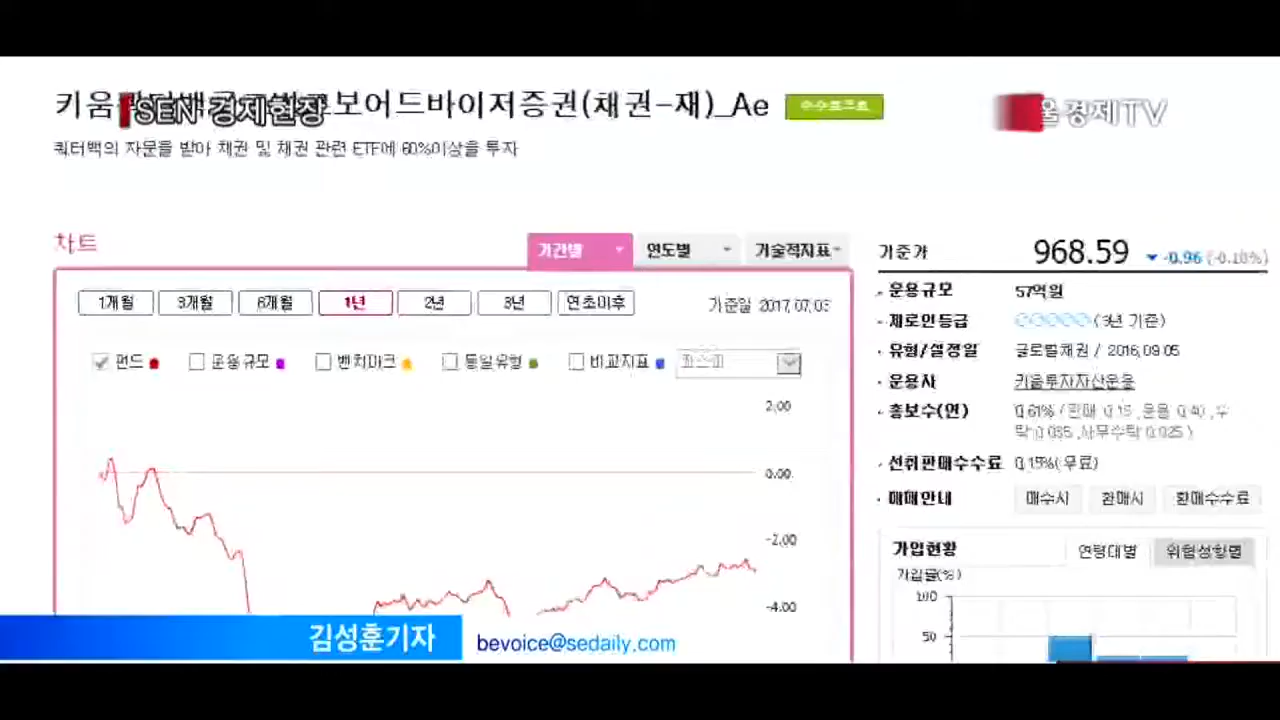 SEN 경제현장
보어드바이저증권(채권-재)_Ae
경제TV
쿼터백의 자문을 받아 채권 및 채권 관련 ETF에 60%이상을 투자
차트
기간별
연도별
기술적지표
1개월
3개월
6개월
1년
2년
3년
연초이후
기준일 2017.07.03
펀드
운용규모
벤치마크
동일유형
비교지표
코스피
2.00
0.00
-2.00
-4.00
기준가
968.59
-0.96 (-0.10%)
운용규모
57억원
제로인등급
(3년 기준)
유형/설정일
글로벌채권 / 2016.09.05
운용사
키움투자자산운용
총보수(연)
0.61% (판매 0.15 ,운용 0.40 ,수
탁 0.035 ,사무수탁 0.025 )
선취판매수수료
0.15%(무료)
매매안내
매수시
환매시
환매수수료
가입현황
연령대별
위험성향별
가입률(%)
100
50
김성훈기자
bevoice@sedaily.com